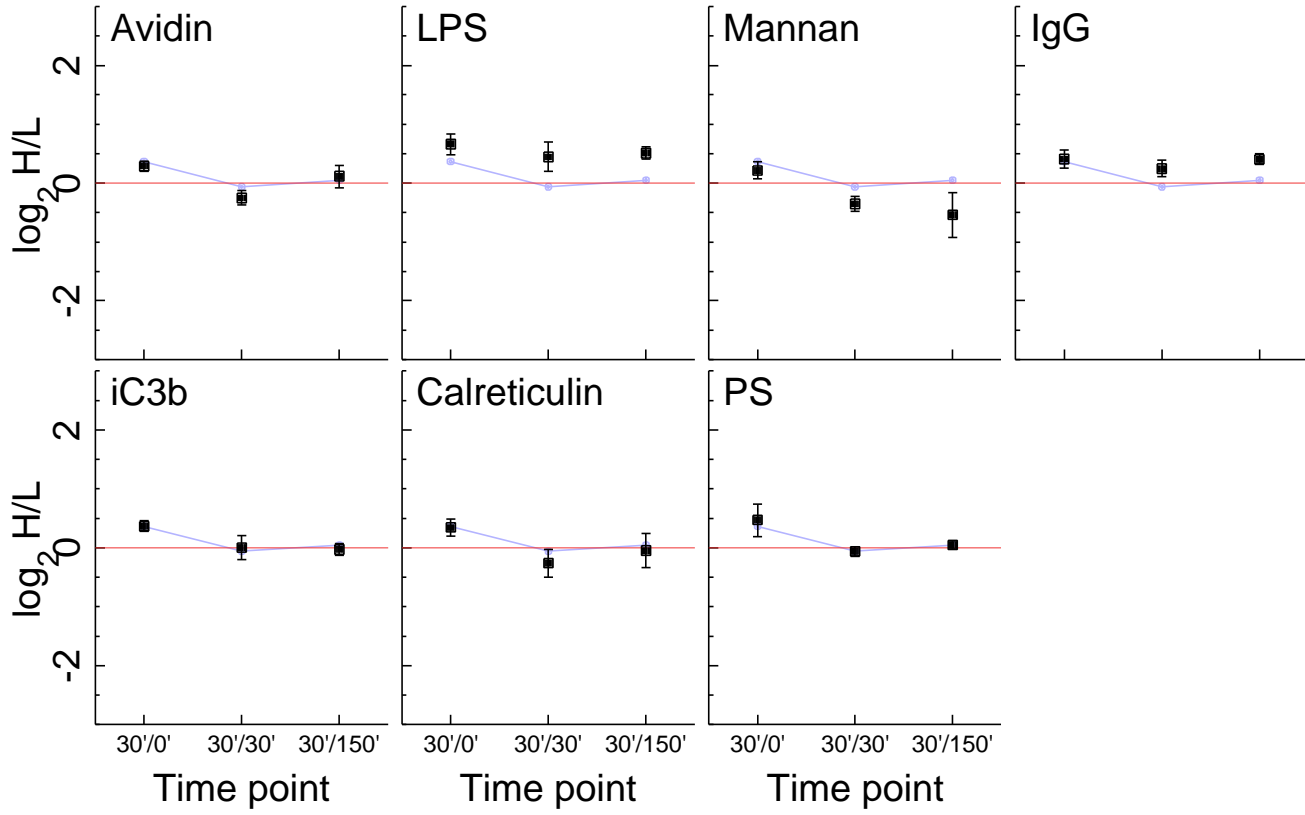 Avidin
LPS
Mannan
IgG
2
0
-2
log2 H/L
iC3b
Calreticulin
PS
2
0
-2
log2 H/L
30'/0' 30'/30' 30'/150'
30'/0' 30'/30' 30'/150'
30'/0' 30'/30' 30'/150'
Time point
Time point
Time point